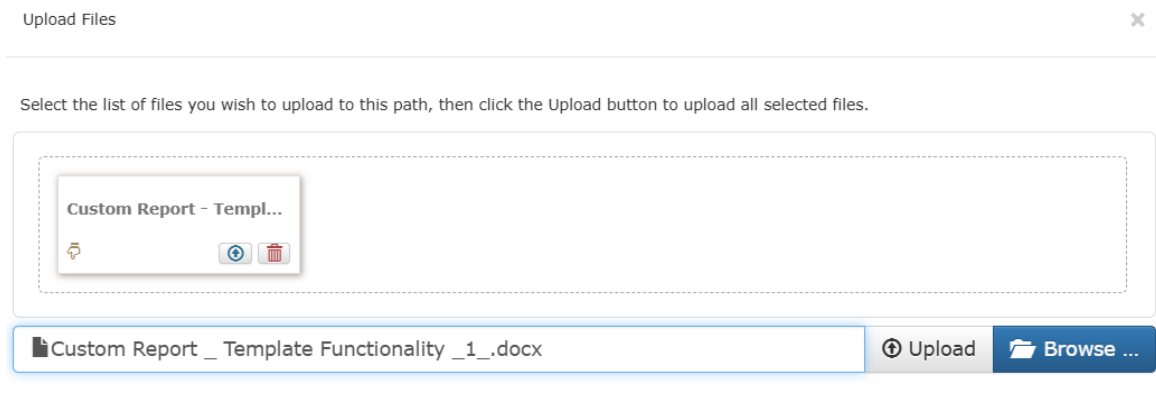 Upload Files
Select the list of files you wish to upload to this path, then click the Upload button to upload all selected files.
Custom Report - Templ...
Custom Report _ Template Functionality _1_.docx Upload Browse ...